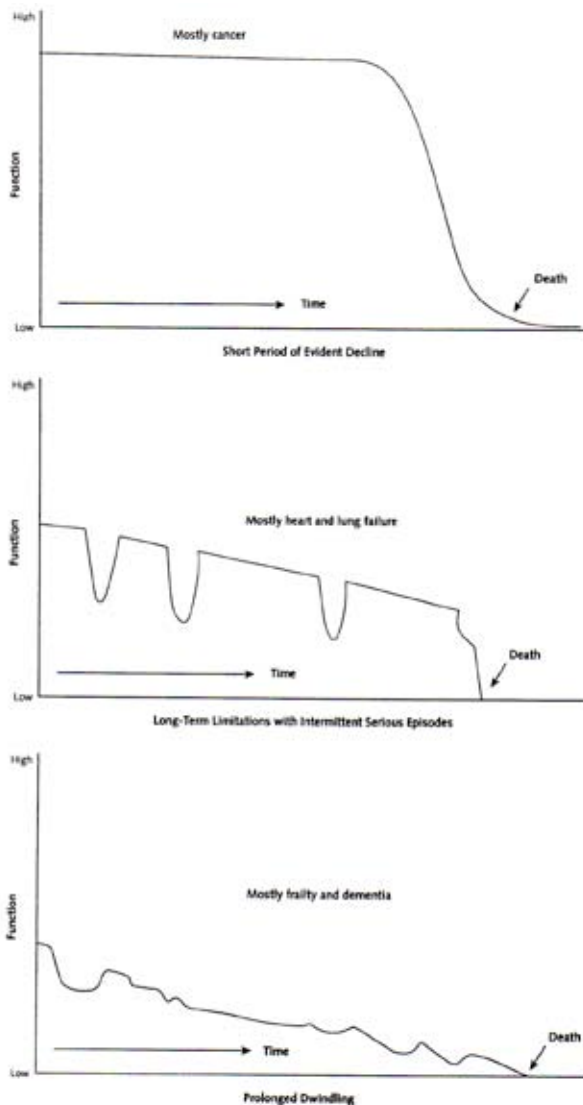 High
Mostly cancer
Function
Death
Time
Low
Short Period of Evident Decline
High
Mostly heart and lung failure
Function
Death
Time
Low
Long-Term Limitations with Intermittent Serious Episodes
High
Mostly frailty and dementia
Function
Death
Time
Low
Prolonged Dwindling